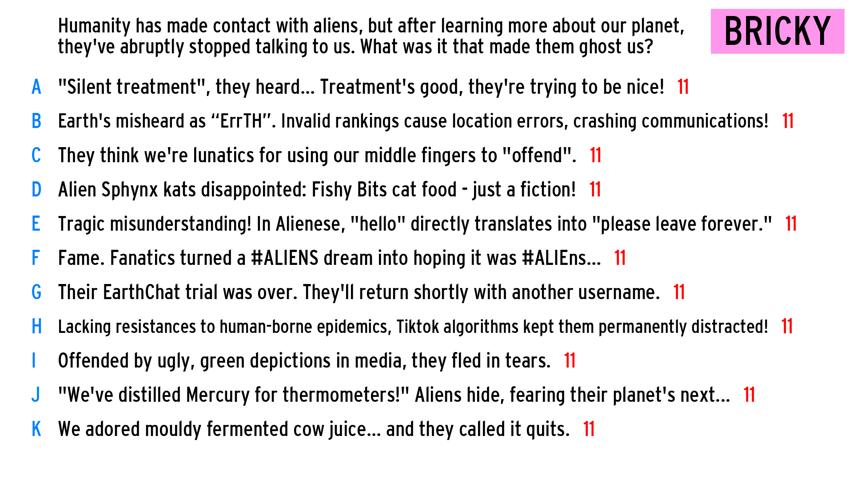 Humanity has made contact with aliens, but after learning more about our planet,
they've abruptly stopped talking to us. What was it that made them ghost us?
BRICKY
A "Silent treatment", they heard... Treatment's good, they're trying to be nice! 11
B Earth's misheard as “ErrTH”. Invalid rankings cause location errors, crashing communications! 11
C They think we're lunatics for using our middle fingers to "offend". 11
D Alien Sphynx kats disappointed: Fishy Bits cat food - just a fiction! 11
E Tragic misunderstanding! In Alienese, "hello" directly translates into "please leave forever." 11
F Fame. Fanatics turned a #ALIENS dream into hoping it was #ALIEns... 11
G Their EarthChat trial was over. They'll return shortly with another username. 11
H Lacking resistances to human-borne epidemics, Tiktok algorithms kept them permanently distracted! 11
I Offended by ugly, green depictions in media, they fled in tears. 11
J "We've distilled Mercury for thermometers!" Aliens hide, fearing their planet's next... 11
K We adored mouldy fermented cow juice... and they called it quits. 11